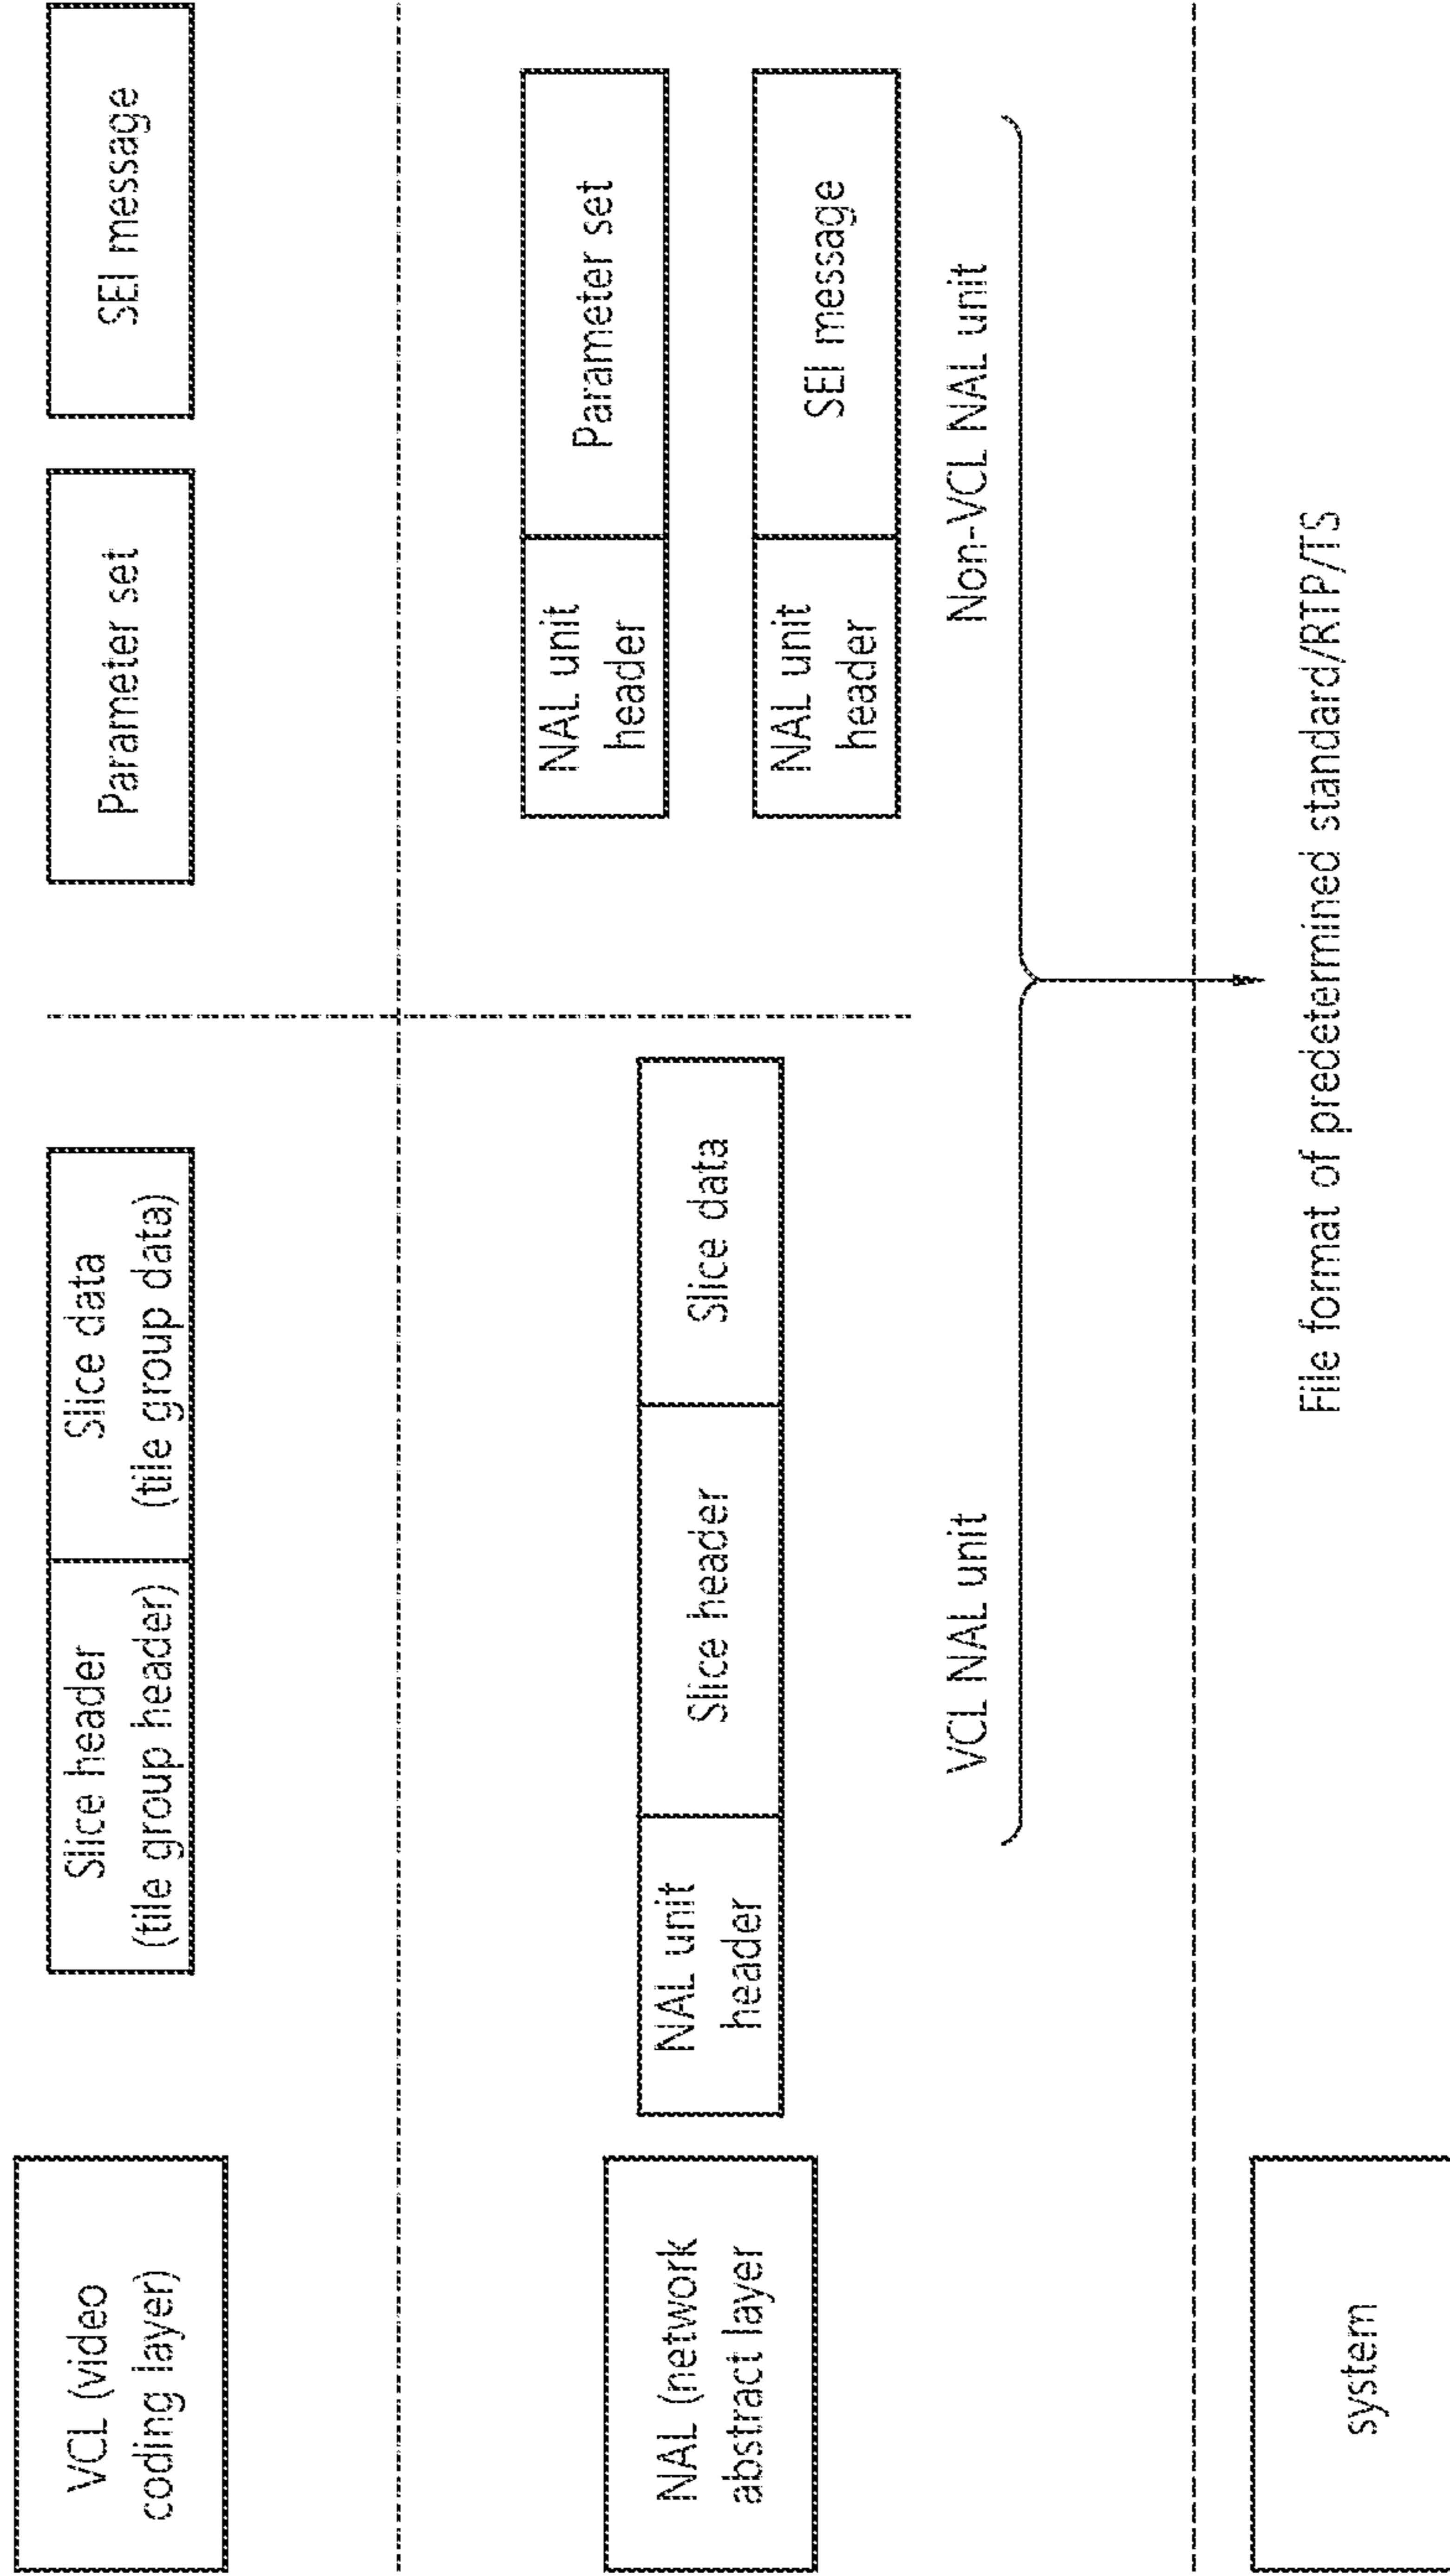 VCL (video
coding layer)
Slice header
(tile group header)
Slice data
(tile group data)
Parameter set
SEI message
NAL (network
abstract layer
NAL unit
header
Slice header
Slice data
NAL unit
header
Parameter set
NAL unit
header
SEI message
VCL NAL unit
Non-VCL NAL unit
system
File format of predetermined standard/RTP/TS